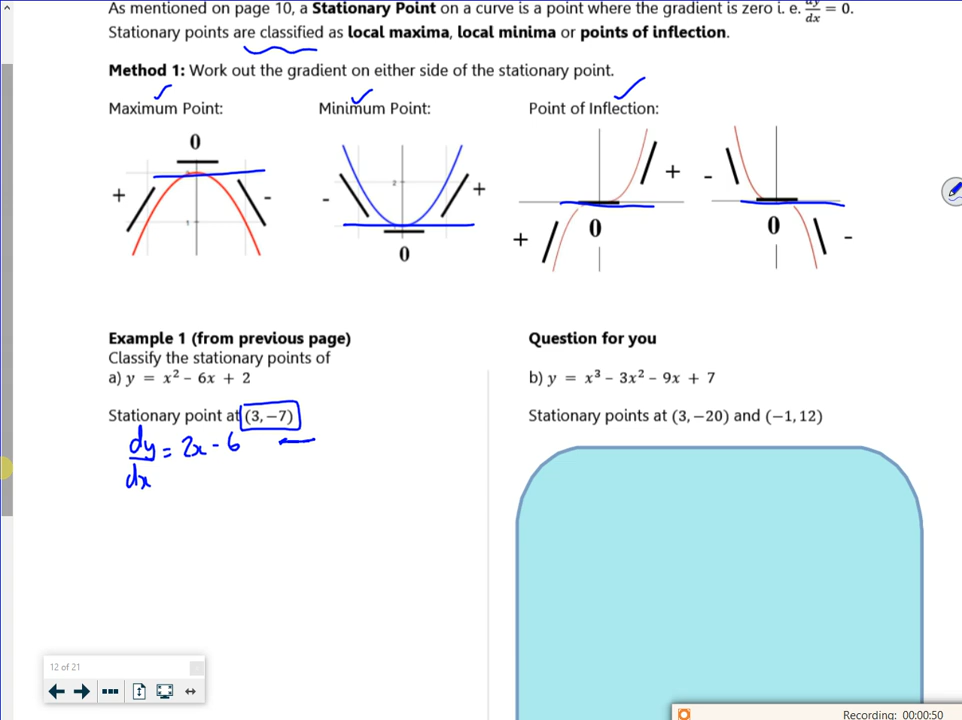 As mentioned on page 10, a Stationary Point on a curve is a point where the gradient is zero i. e. dy/dx = 0.
Stationary points are classified as local maxima, local minima or points of inflection.
Method 1: Work out the gradient on either side of the stationary point.
Maximum Point: Minimum Point: Point of Inflection:
0
+ -
1
- +
2
0
+ +
0
- -
0
Example 1 (from previous page)
Classify the stationary points of
a) y = x² - 6x + 2
Stationary point at (3, -7)
dy/dx = 2x - 6
Question for you
b) y = x³ - 3x² - 9x + 7
Stationary points at (3, -20) and (-1, 12)
12 of 21
Recording: 00:00:50